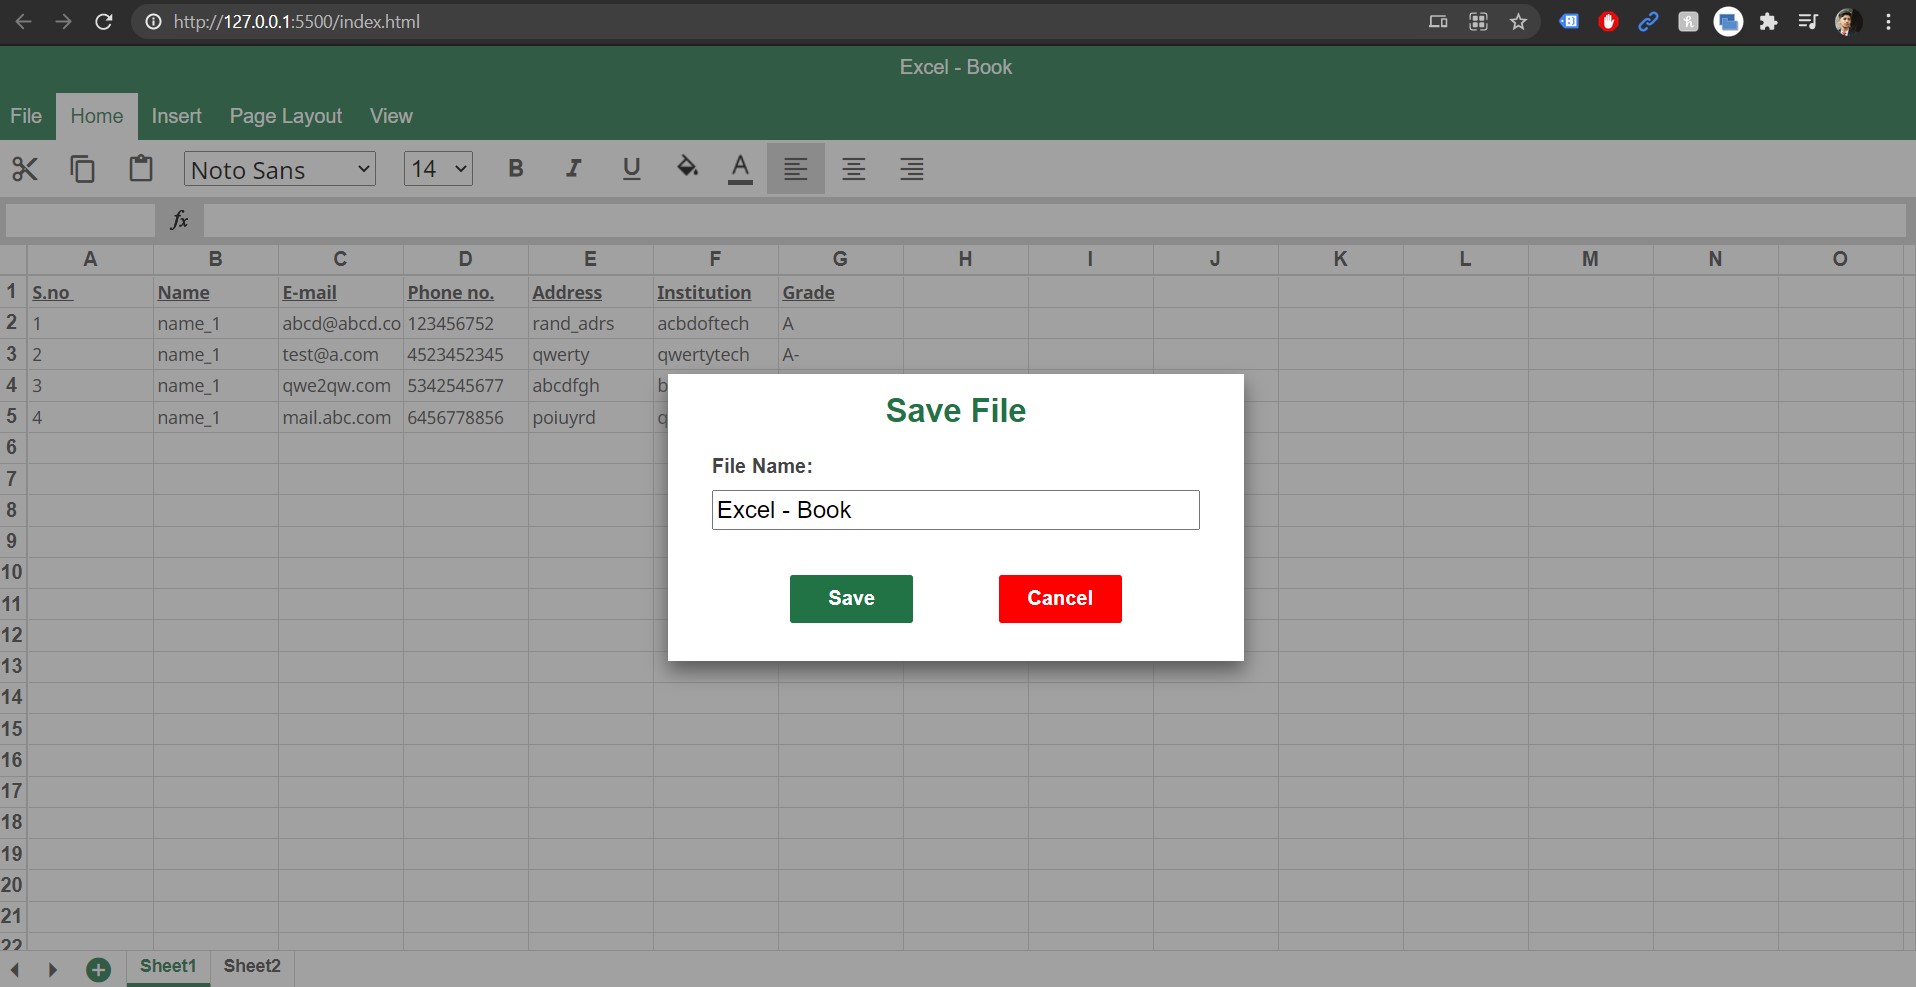 http://127.0.0.1:5500/index.html
Excel - Book
File Home Insert Page Layout View
Noto Sans 14 B I U A
fx
A B C D E F G H I J K L M N O
1 S.no Name E-mail Phone no. Address Institution Grade
2 1 name_1 abcd@abcd.co 123456752 rand_adrs acbdoftech A
3 2 name_1 test@a.com 4523452345 qwerty qwertytech A-
4 3 name_1 qwe2qw.com 5342545677 abcdfgh
5 4 name_1 mail.abc.com 6456778856 poiuyrd
Save File
6
File Name:
7
8 Excel - Book
9
10
11 Save Cancel
12
13
14
15
16
17
18
19
20
21
22
Sheet1 Sheet2